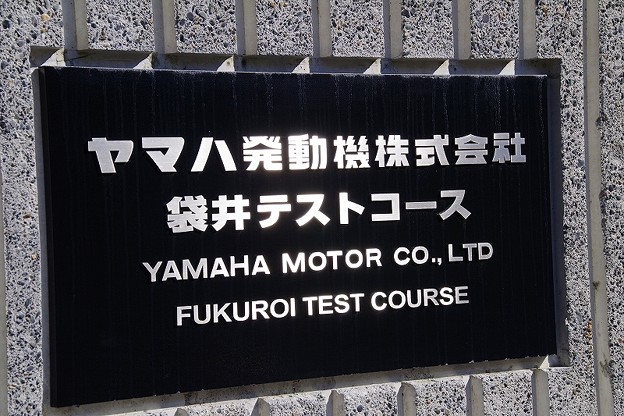 ヤマハ発動機株式会社
袋井テストコース
YAMAHA MOTOR CO., LTD
FUKUROI TEST COURSE